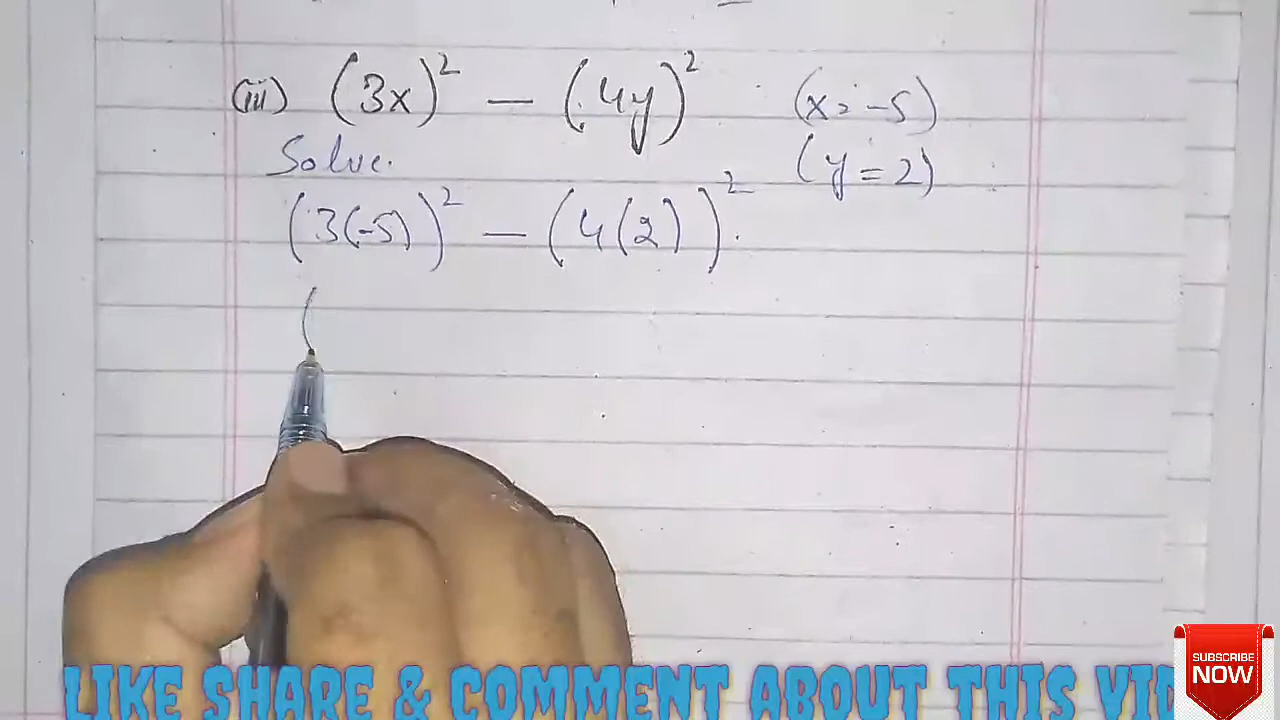 (iii) (3x)² — (4y)² (x = -5)
Solve. (y = 2)
(3(-5))² — (4(2))².
(
LIKE SHARE & COMMENT ABOUT THIS VID
SUBSCRIBE
NOW